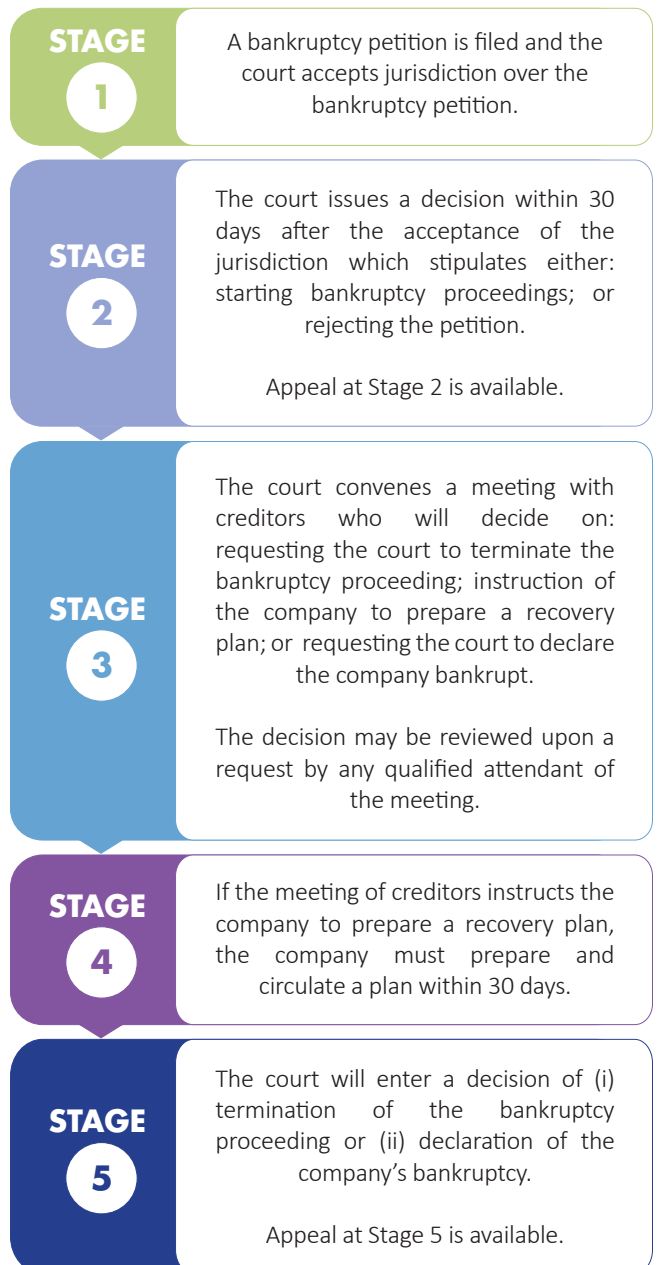 STAGE
1
A bankruptcy petition is filed and the
court accepts jurisdiction over the
bankruptcy petition.
STAGE
2
The court issues a decision within 30
days after the acceptance of the
jurisdiction which stipulates either:
starting bankruptcy proceedings; or
rejecting the petition.
Appeal at Stage 2 is available.
STAGE
3
The court convenes a meeting with
creditors who will decide on:
requesting the court to terminate the
bankruptcy proceeding; instruction of
the company to prepare a recovery
plan; or requesting the court to declare
the company bankrupt.
The decision may be reviewed upon a
request by any qualified attendant of
the meeting.
STAGE
4
If the meeting of creditors instructs the
company to prepare a recovery plan,
the company must prepare and
circulate a plan within 30 days.
STAGE
5
The court will enter a decision of (i)
termination of the bankruptcy
proceeding or (ii) declaration of the
company’s bankruptcy.
Appeal at Stage 5 is available.